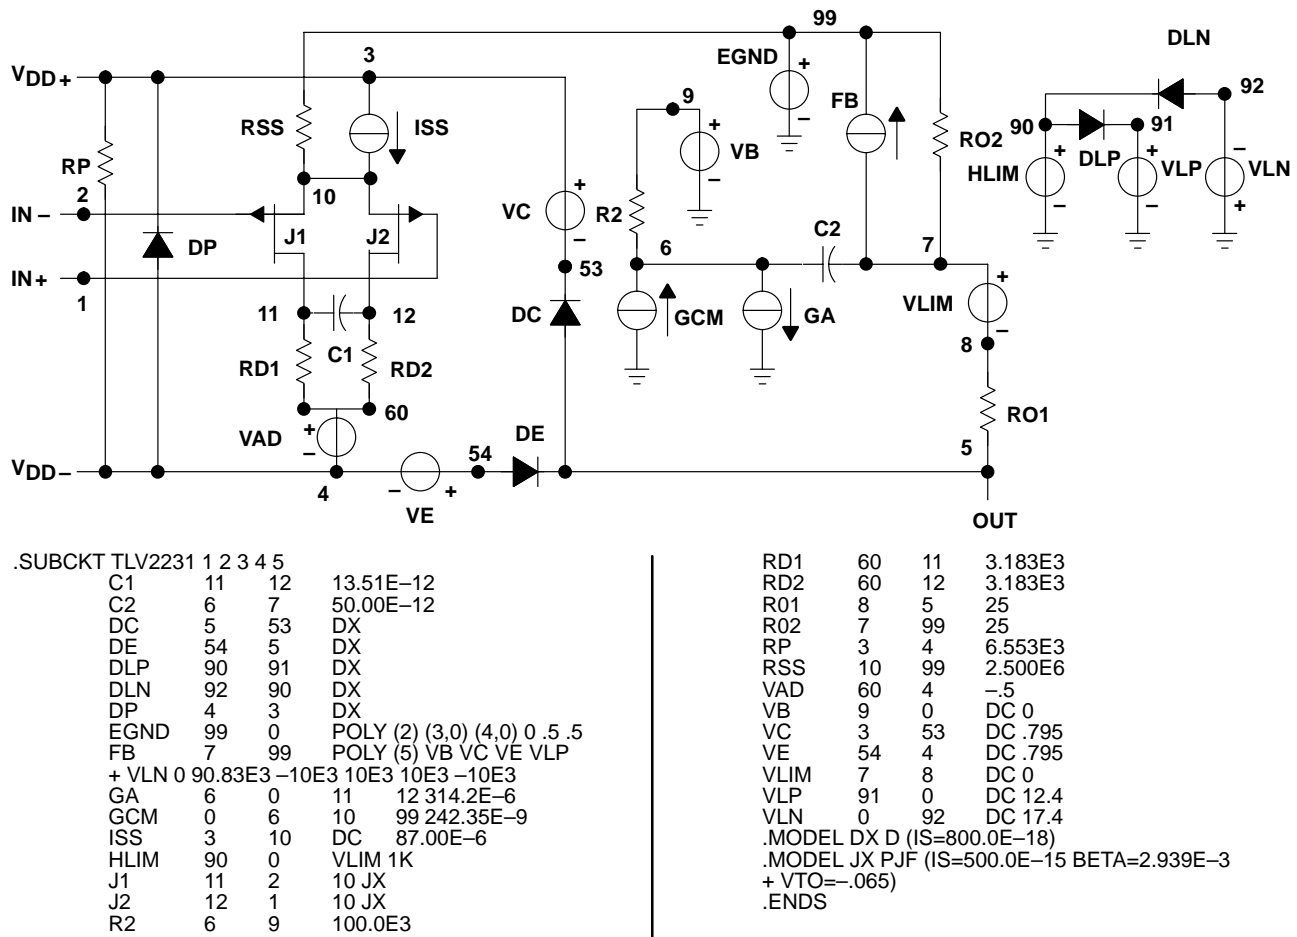 99
3
DLN
VDD+
EGND
+
–
9
FB
92
RSS
ISS
+
VB
–
90
91
RO2
+
+
–
DLP
HLIM
VLP
VLN
–
–
+
RP
10
2
IN–
+
VC
–
R2
C2
J1
J2
DP
6
7
IN+
1
53
+
VLIM
–
11
12
DC
GCM
GA
C1
8
RD1
RD2
RO1
60
+
VAD
–
DE
54
5
VDD–
4
–
+
VE
OUT
.SUBCKT TLV2231 1 2 3 4 5
C1 11 12 13.51E–12
C2 6 7 50.00E–12
DC 5 53 DX
DE 54 5 DX
DLP 90 91 DX
DLN 92 90 DX
DP 4 3 DX
EGND 99 0 POLY (2) (3,0) (4,0) 0 .5 .5
FB 7 99 POLY (5) VB VC VE VLP
+ VLN 0 90.83E3 –10E3 10E3 10E3 –10E3
GA 6 0 11 12 314.2E–6
GCM 0 6 10 99 242.35E–9
ISS 3 10 DC 87.00E–6
HLIM 90 0 VLIM 1K
J1 11 2 10 JX
J2 12 1 10 JX
R2 6 9 100.0E3
RD1 60 11 3.183E3
RD2 60 12 3.183E3
R01 8 5 25
R02 7 99 25
RP 3 4 6.553E3
RSS 10 99 2.500E6
VAD 60 4 –.5
VB 9 0 DC 0
VC 3 53 DC .795
VE 54 4 DC .795
VLIM 7 8 DC 0
VLP 91 0 DC 12.4
VLN 0 92 DC 17.4
.MODEL DX D (IS=800.0E–18)
.MODEL JX PJF (IS=500.0E–15 BETA=2.939E–3
+ VTO=–.065)
.ENDS